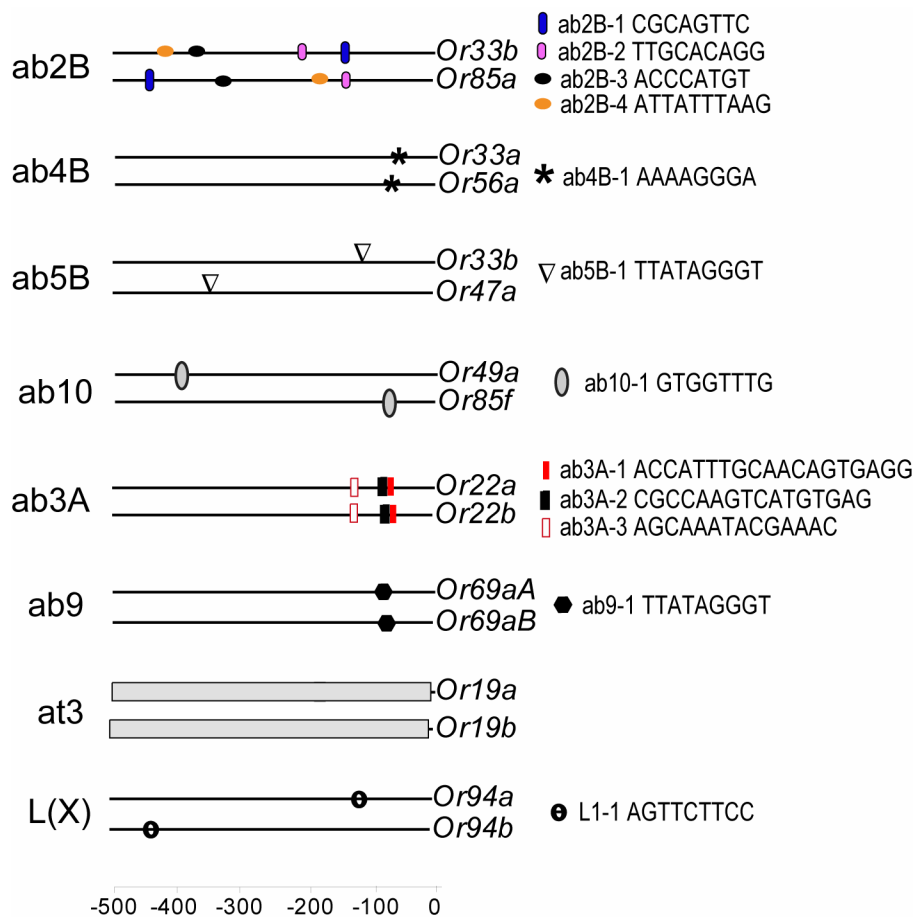 ab2B
Or33b
Or85a
ab2B-1 CGCAGTTC
ab2B-2 TTGCACAGG
ab2B-3 ACCCATGT
ab2B-4 ATTATTTAAG
ab4B
Or33a
Or56a
ab4B-1 AAAAGGGA
ab5B
Or33b
Or47a
ab5B-1 TTATAGGGT
ab10
Or49a
Or85f
ab10-1 GTGGTTTG
ab3A
Or22a
Or22b
ab3A-1 ACCATTTGCAACAGTGAGG
ab3A-2 CGCCAAGTCATGTGAG
ab3A-3 AGCAAATACGAAAC
ab9
Or69aA
Or69aB
ab9-1 TTATAGGGT
at3
Or19a
Or19b
L(X)
Or94a
Or94b
L1-1 AGTTCTTCC
-500 -400 -300 -200 -100 0